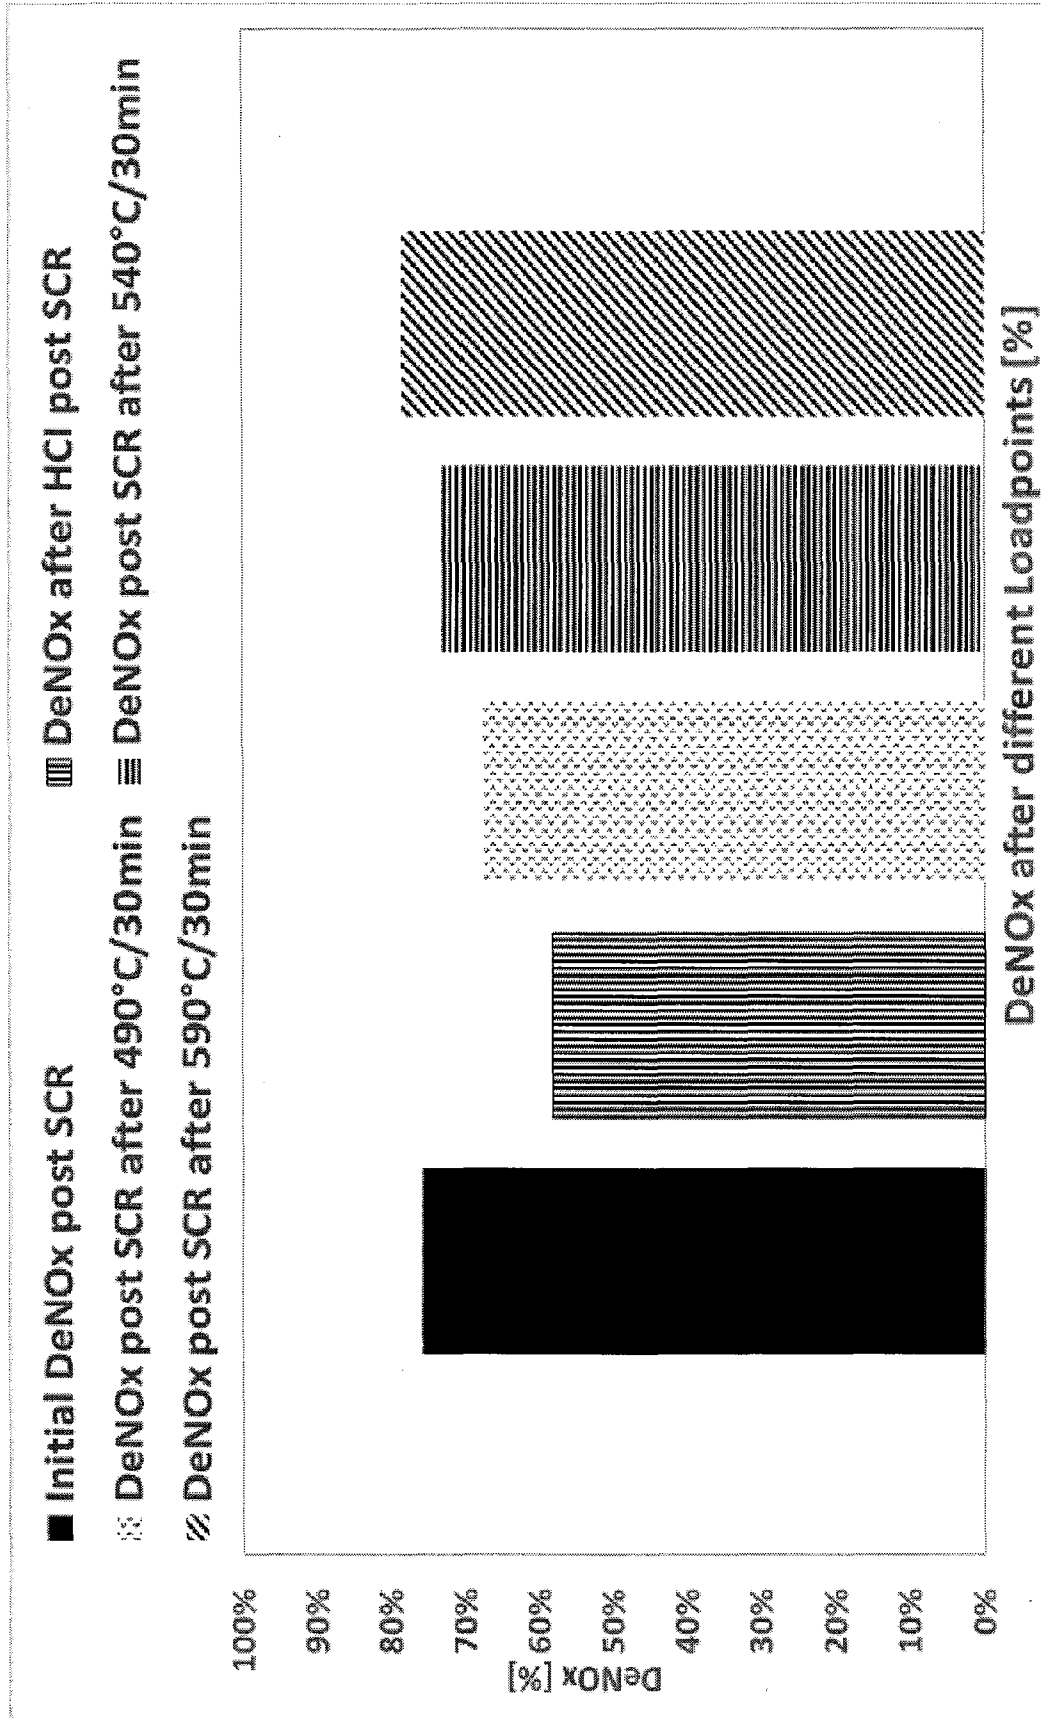 Initial DeNOx post SCR
DeNOx after HCl post SCR
DeNOx post SCR after 490°C/30min
DeNOx post SCR after 540°C/30min
DeNOx post SCR after 590°C/30min
100%
90%
80%
70%
60%
50%
40%
30%
20%
10%
0%
DeNOx [%]
DeNOx after different Loadpoints [%]